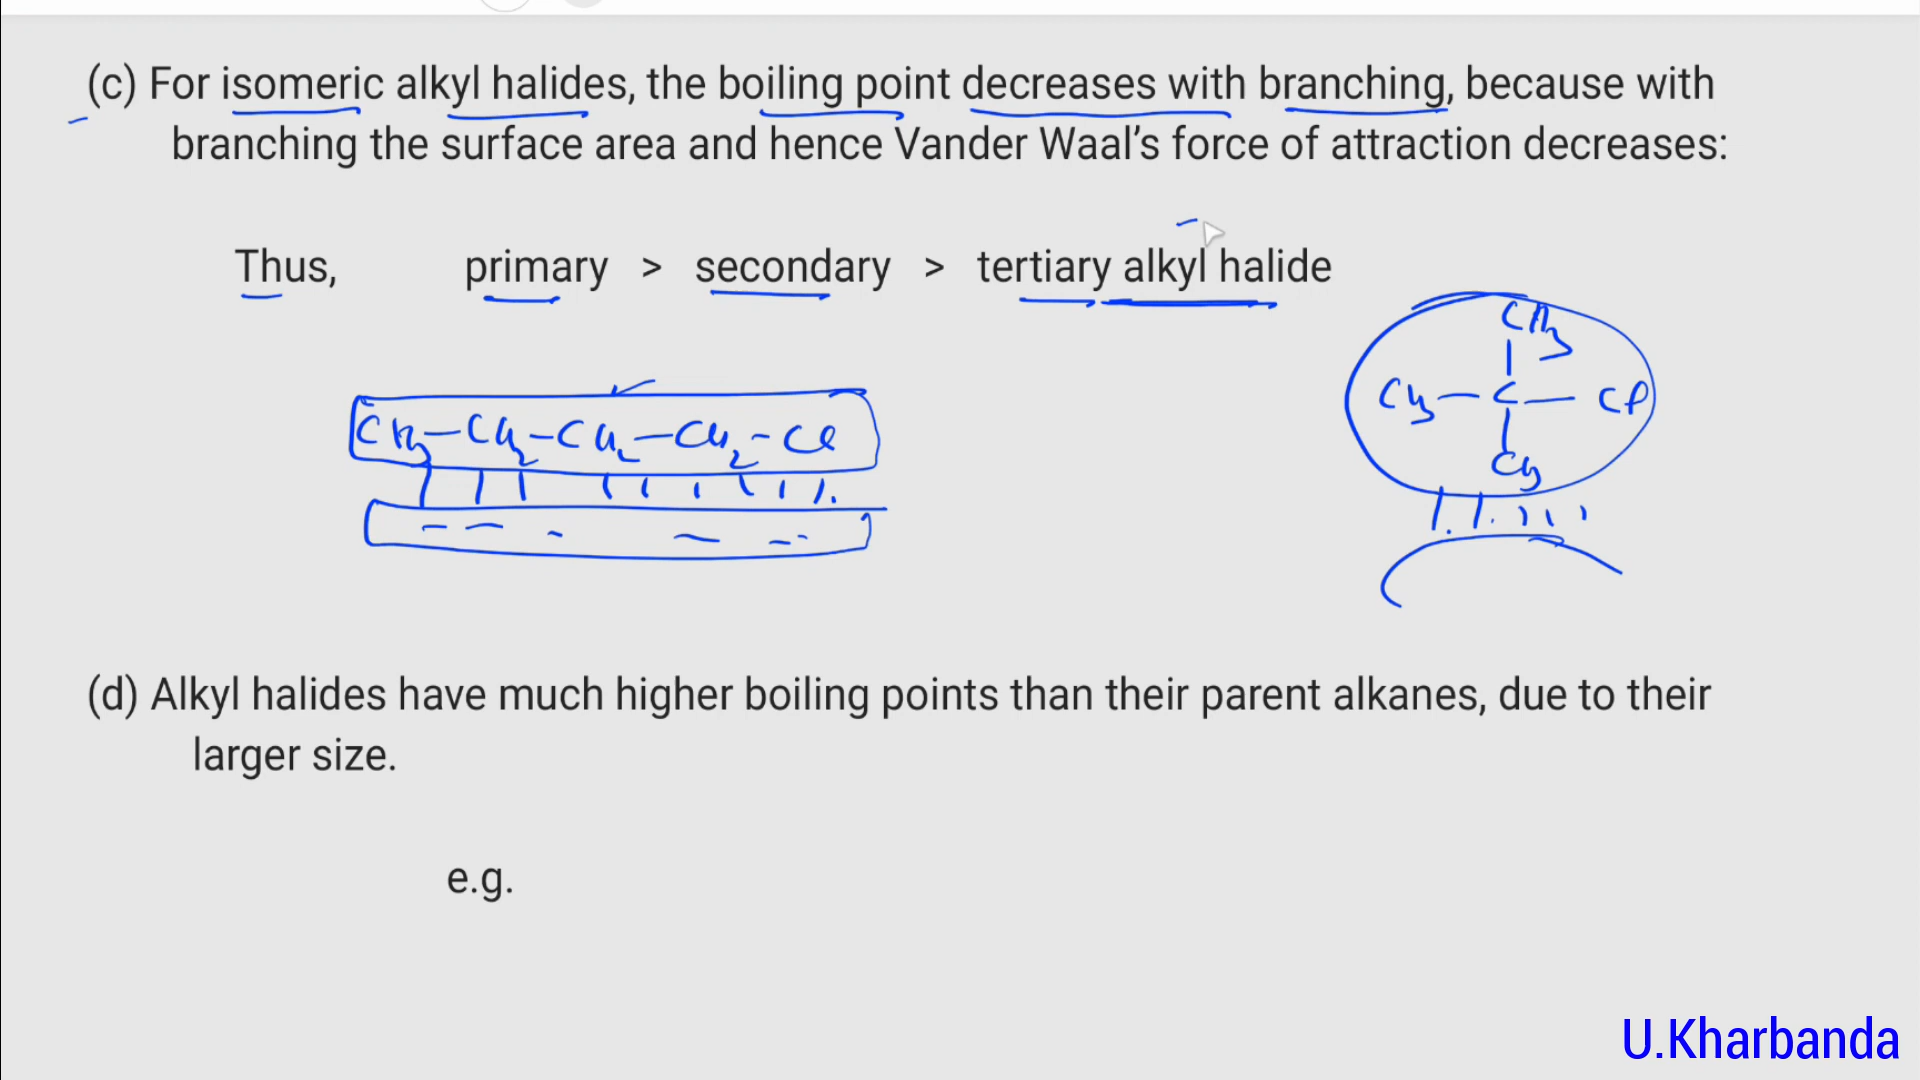 (c) For isomeric alkyl halides, the boiling point decreases with branching, because with
branching the surface area and hence Vander Waal's force of attraction decreases:
Thus, primary > secondary > tertiary alkyl halide
CH3
CH3–CH2–CH2–CH2–Cl
CH3–C–Cl
CH3
(d) Alkyl halides have much higher boiling points than their parent alkanes, due to their
larger size.
e.g.
U.Kharbanda